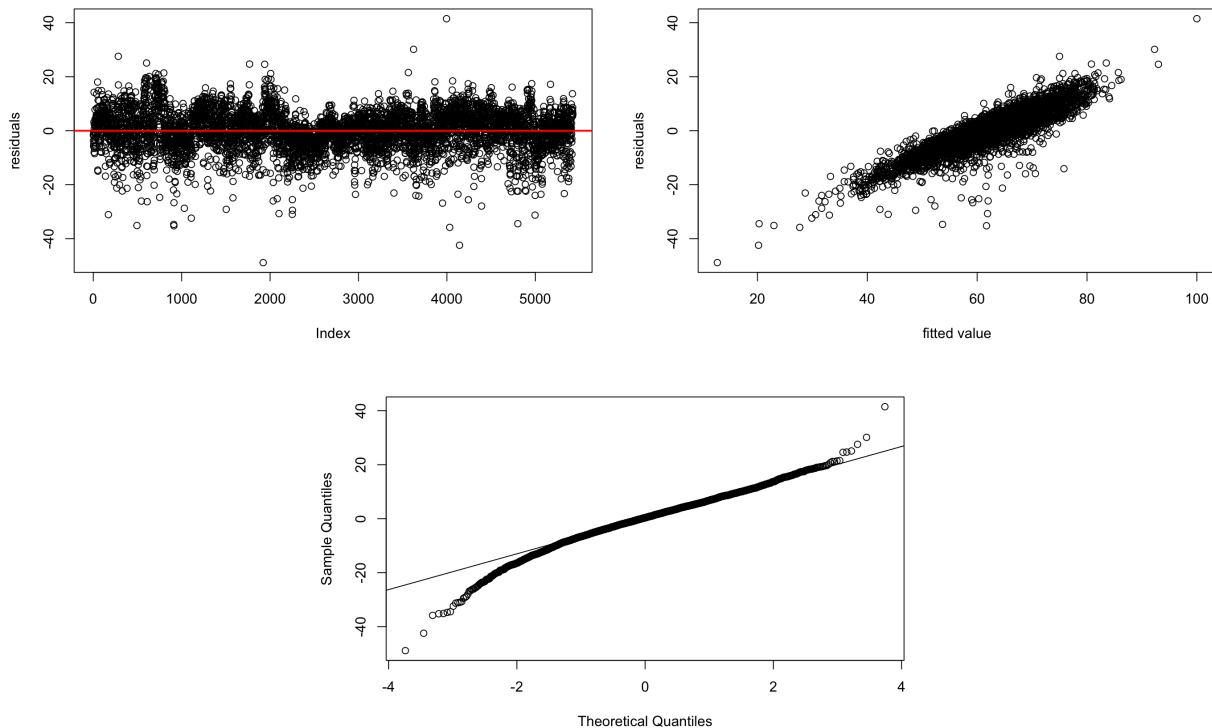 40
20
0
-20
-40
residuals
0 1000 2000 3000 4000 5000
Index
40
20
0
-20
-40
residuals
20 40 60 80 100
fitted value
40
20
0
-20
-40
Sample Quantiles
-4 -2 0 2 4
Theoretical Quantiles